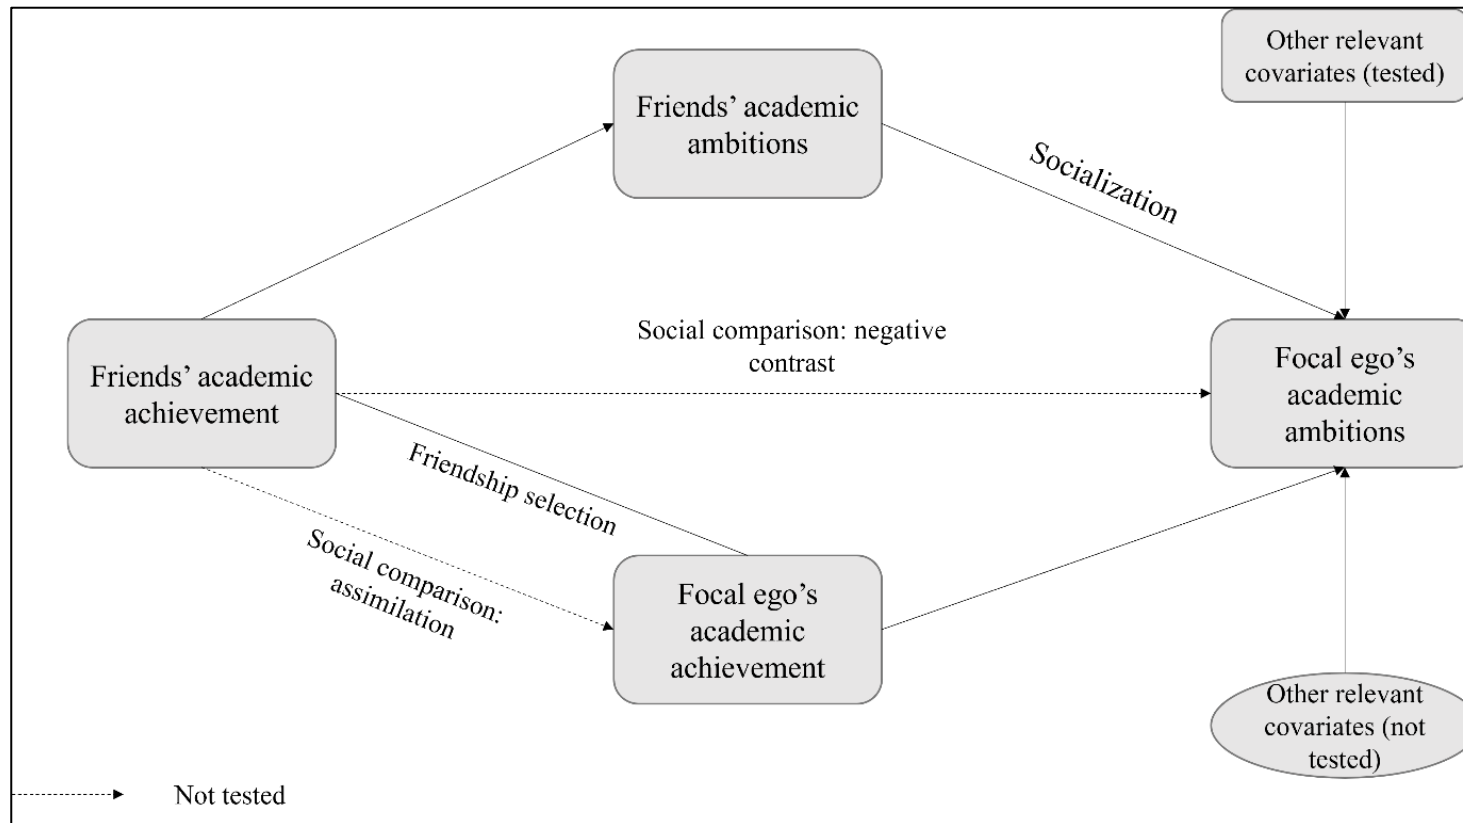 Other relevant
covariates (tested)
Friends’ academic
ambitions
Socialization
Social comparison: negative
contrast
Friends’ academic
achievement
Focal ego’s
academic
ambitions
Friendship selection
Social comparison:
assimilation
Focal ego’s
academic
achievement
Other relevant
covariates (not
tested)
Not tested